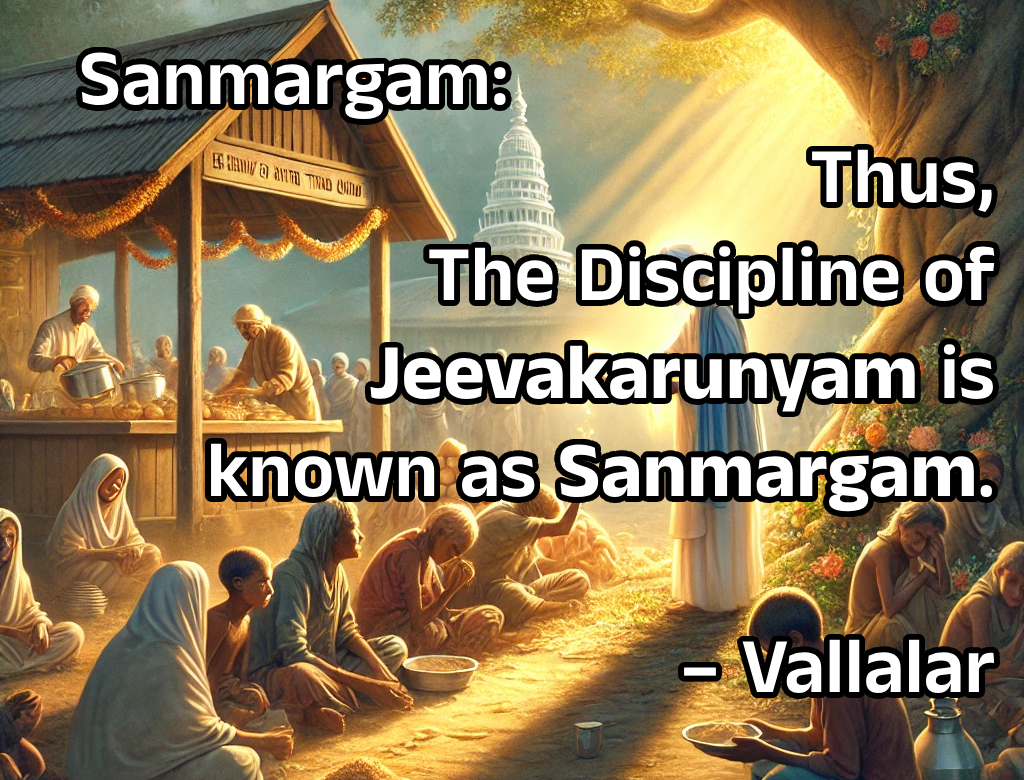 Sanmargam:
Thus,
The Discipline of
Jeevakarunyam is
known as Sanmargam.
– Vallalar